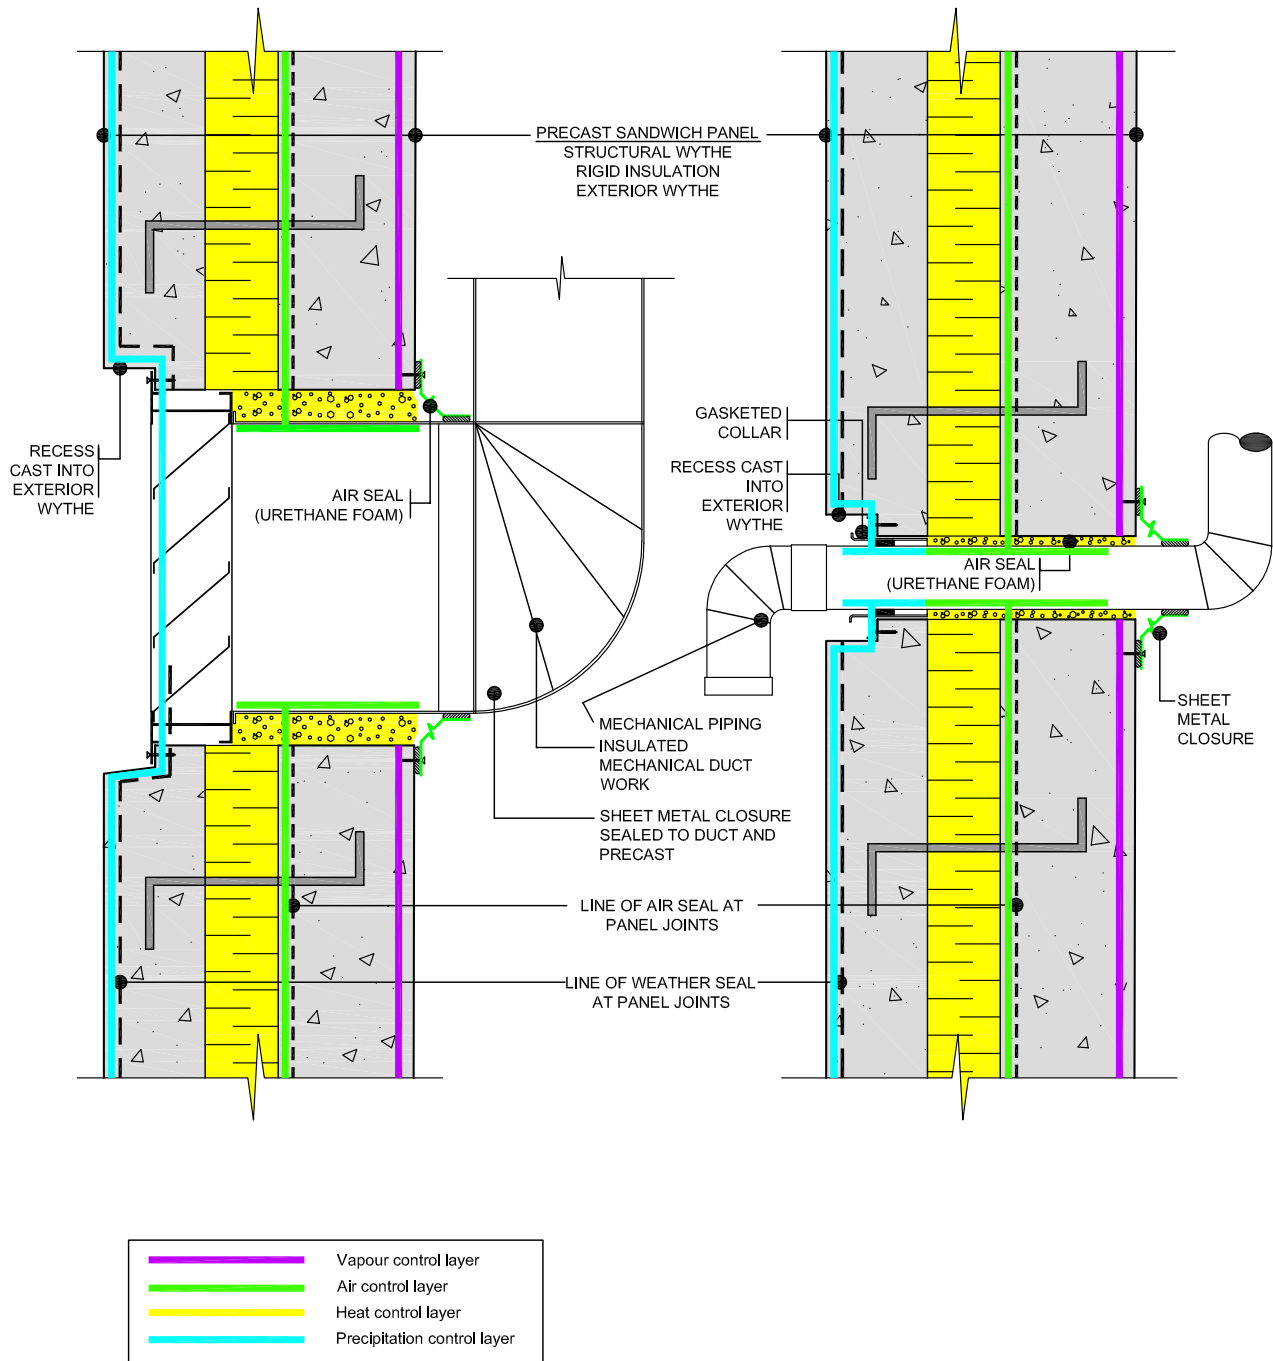 PRECAST SANDWICH PANEL
STRUCTURAL WYTHE
RIGID INSULATION
EXTERIOR WYTHE
RECESS
CAST INTO
EXTERIOR
WYTHE
AIR SEAL
(URETHANE FOAM)
GASKETED
COLLAR
RECESS CAST
INTO
EXTERIOR
WYTHE
AIR SEAL
(URETHANE FOAM)
SHEET
METAL
CLOSURE
MECHANICAL PIPING
INSULATED
MECHANICAL DUCT
WORK
SHEET METAL CLOSURE
SEALED TO DUCT AND
PRECAST
LINE OF AIR SEAL AT
PANEL JOINTS
LINE OF WEATHER SEAL
AT PANEL JOINTS
Vapour control layer
Air control layer
Heat control layer
Precipitation control layer